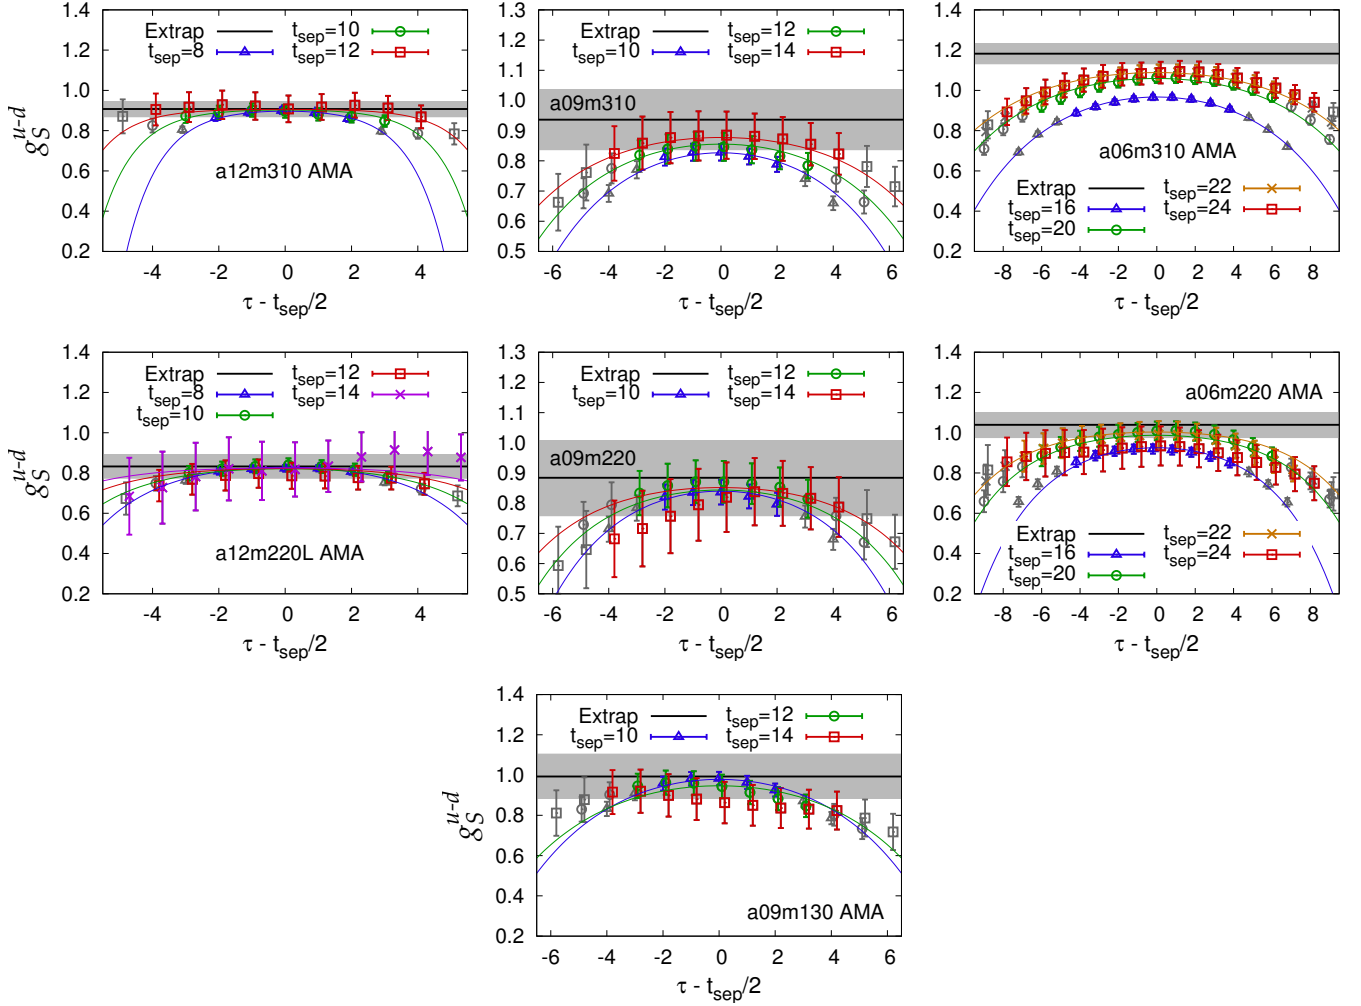 Extrap t_sep=10
t_sep=8 t_sep=12
1.4
1.2
1.0
0.8
0.6
0.4
0.2
g_S^{u-d}
a12m310 AMA
-4 -2 0 2 4
τ - t_sep/2
Extrap t_sep=12
t_sep=10 t_sep=14
1.3
1.2
1.1
1.0
0.9
0.8
0.7
0.6
0.5
a09m310
-6 -4 -2 0 2 4 6
τ - t_sep/2
1.4
1.2
1.0
0.8
0.6
0.4
0.2
a06m310 AMA
Extrap t_sep=22
t_sep=16 t_sep=24
t_sep=20
-8 -6 -4 -2 0 2 4 6 8
τ - t_sep/2
Extrap t_sep=12
t_sep=8 t_sep=14
t_sep=10
1.4
1.2
1.0
0.8
0.6
0.4
0.2
g_S^{u-d}
a12m220L AMA
-4 -2 0 2 4
τ - t_sep/2
Extrap t_sep=12
t_sep=10 t_sep=14
1.3
1.2
1.1
1.0
0.9
0.8
0.7
0.6
0.5
a09m220
-6 -4 -2 0 2 4 6
τ - t_sep/2
1.4
1.2
1.0
0.8
0.6
0.4
0.2
a06m220 AMA
Extrap t_sep=22
t_sep=16 t_sep=24
t_sep=20
-8 -6 -4 -2 0 2 4 6 8
τ - t_sep/2
Extrap t_sep=12
t_sep=10 t_sep=14
1.4
1.2
1.0
0.8
0.6
0.4
0.2
g_S^{u-d}
a09m130 AMA
-6 -4 -2 0 2 4 6
τ - t_sep/2